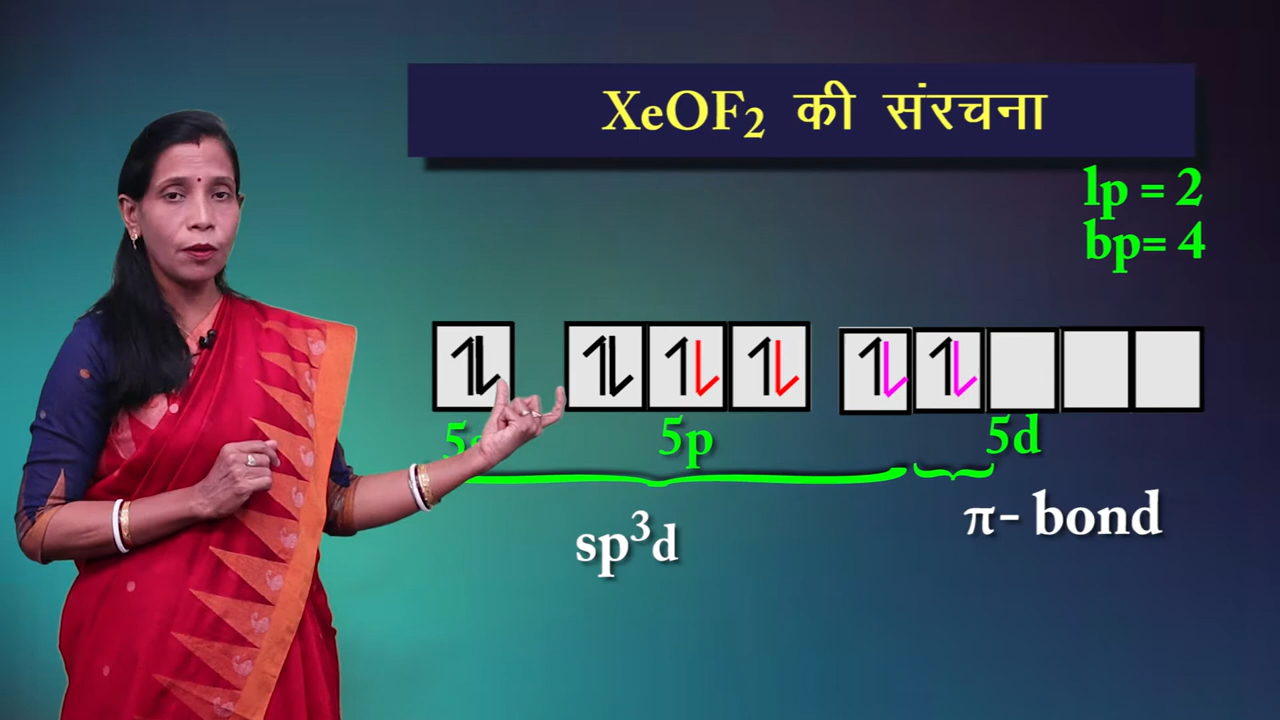 XeOF₂ की संरचना
lp = 2
bp= 4
5p
5d
π- bond
sp³d